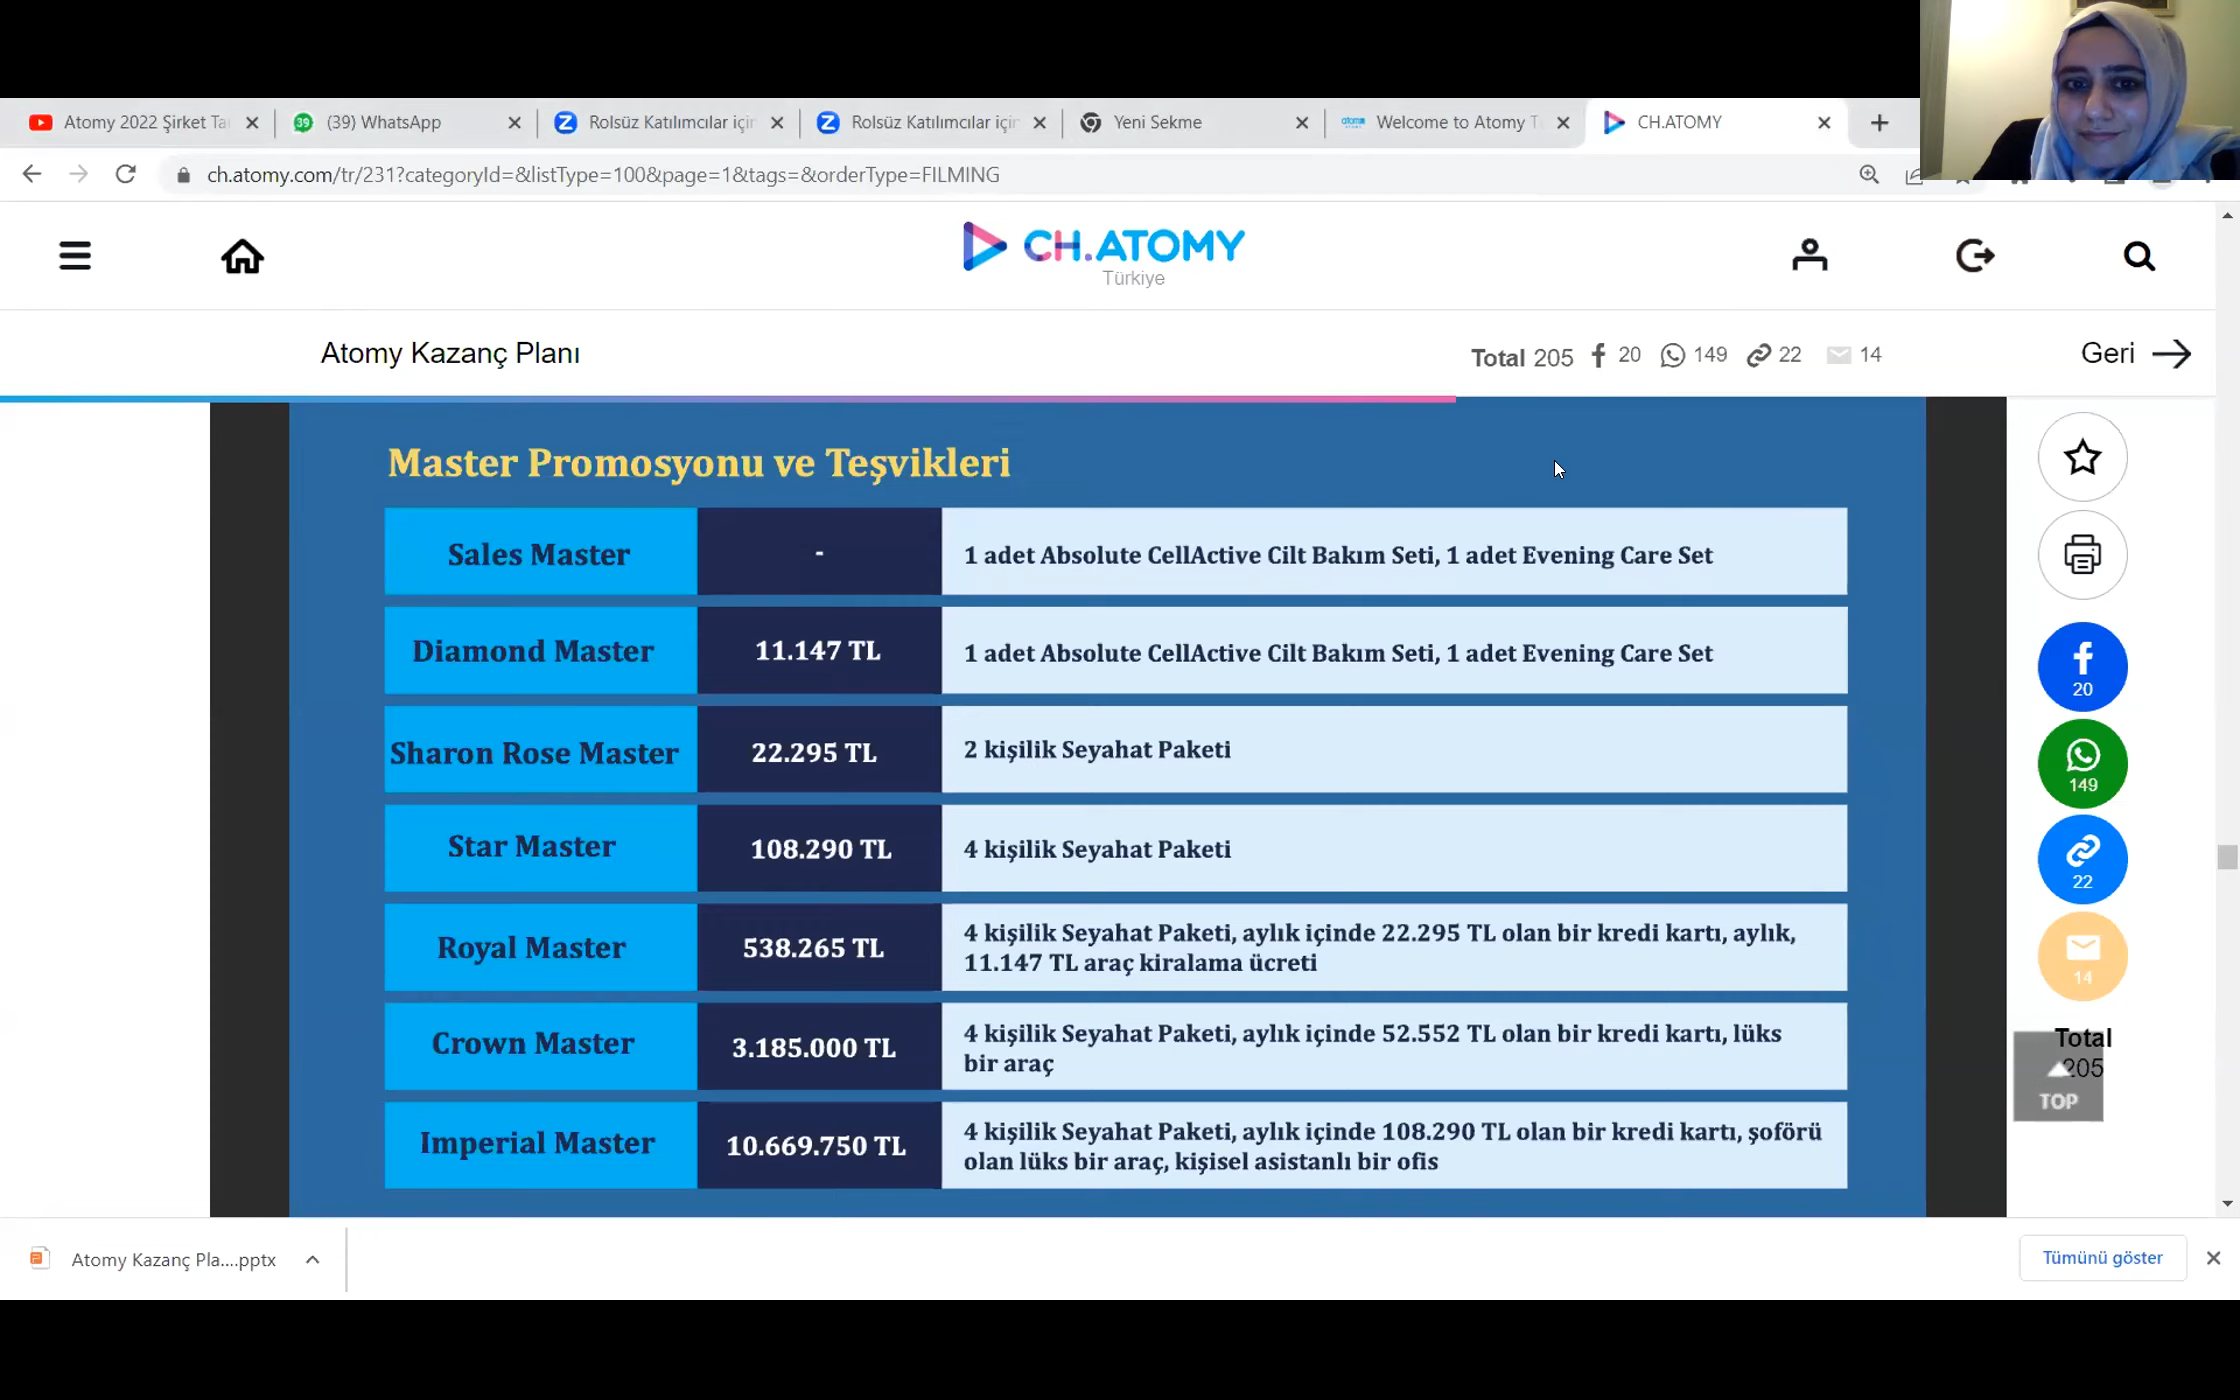 Atomy 2022 Şirket Ta
(39) WhatsApp
Rolsüz Katılımcılar için
Rolsüz Katılımcılar için
Yeni Sekme
atomy
Welcome to Atomy T
CH.ATOMY
ch.atomy.com/tr/231?categoryId=&listType=100&page=1&tags=&orderType=FILMING
CH.ATOMY
Türkiye
Atomy Kazanç Planı
Total 205 20 149 22 14
Geri
Master Promosyonu ve Teşvikleri
Sales Master
-
1 adet Absolute CellActive Cilt Bakım Seti, 1 adet Evening Care Set
Diamond Master
11.147 TL
1 adet Absolute CellActive Cilt Bakım Seti, 1 adet Evening Care Set
Sharon Rose Master
22.295 TL
2 kişilik Seyahat Paketi
Star Master
108.290 TL
4 kişilik Seyahat Paketi
Royal Master
538.265 TL
4 kişilik Seyahat Paketi, aylık içinde 22.295 TL olan bir kredi kartı, aylık,
11.147 TL araç kiralama ücreti
Crown Master
3.185.000 TL
4 kişilik Seyahat Paketi, aylık içinde 52.552 TL olan bir kredi kartı, lüks
bir araç
Imperial Master
10.669.750 TL
4 kişilik Seyahat Paketi, aylık içinde 108.290 TL olan bir kredi kartı, şoförü
olan lüks bir araç, kişisel asistanlı bir ofis
20
149
22
14
Total
205
TOP
Atomy Kazanç Pla....pptx
Tümünü göster